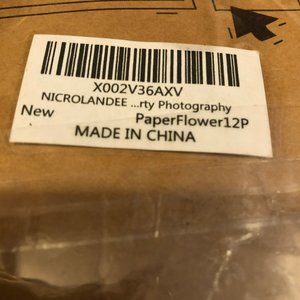 X002V36AXV
NICROLANDEE ...rty Photography
New PaperFlower12P
MADE IN CHINA